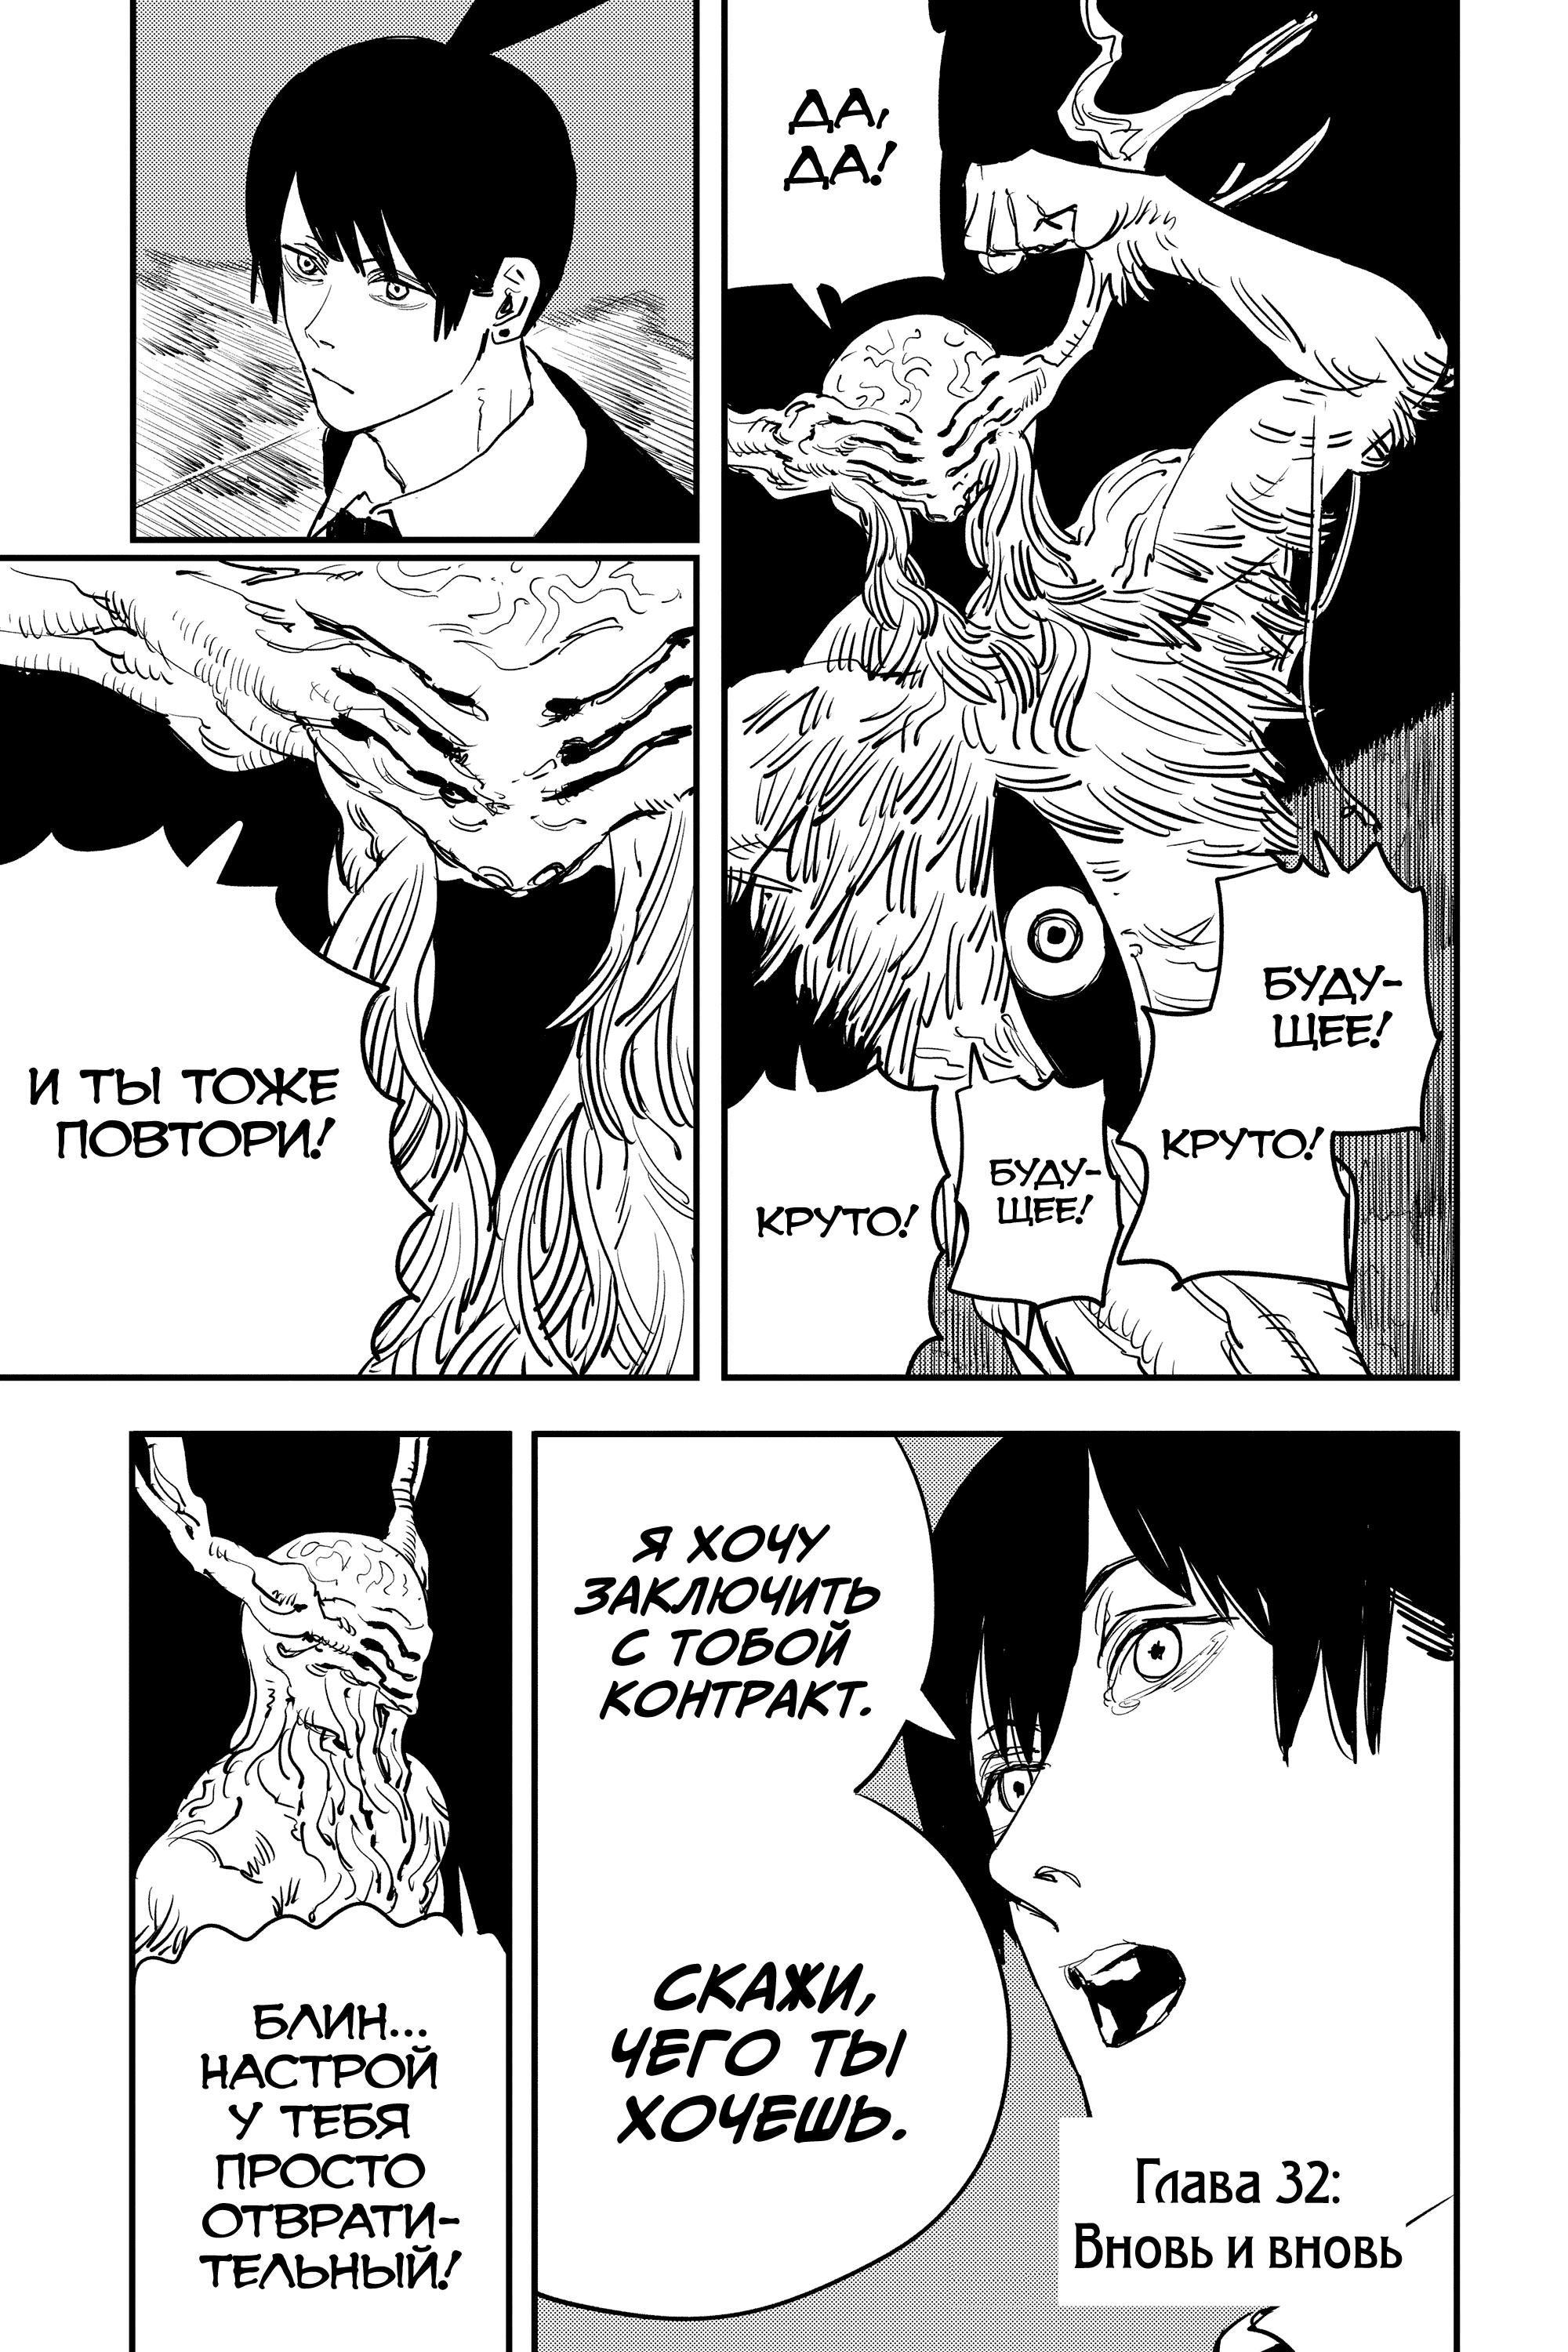 ДА,
ДА!
БУДУ-
ЩЕЕ!
КРУТО!
БУДУ-
ЩЕЕ!
КРУТО!
И ТЫ ТОЖЕ
ПОВТОРИ!
Я ХОЧУ
ЗАКЛЮЧИТЬ
С ТОБОЙ
КОНТРАКТ.
СКАЖИ,
ЧЕГО ТЫ
ХОЧЕШЬ.
Глава 32:
Вновь и вновь
БЛИН...
НАСТРОЙ
У ТЕБЯ
ПРОСТО
ОТВРАТИ-
ТЕЛЬНЫЙ!